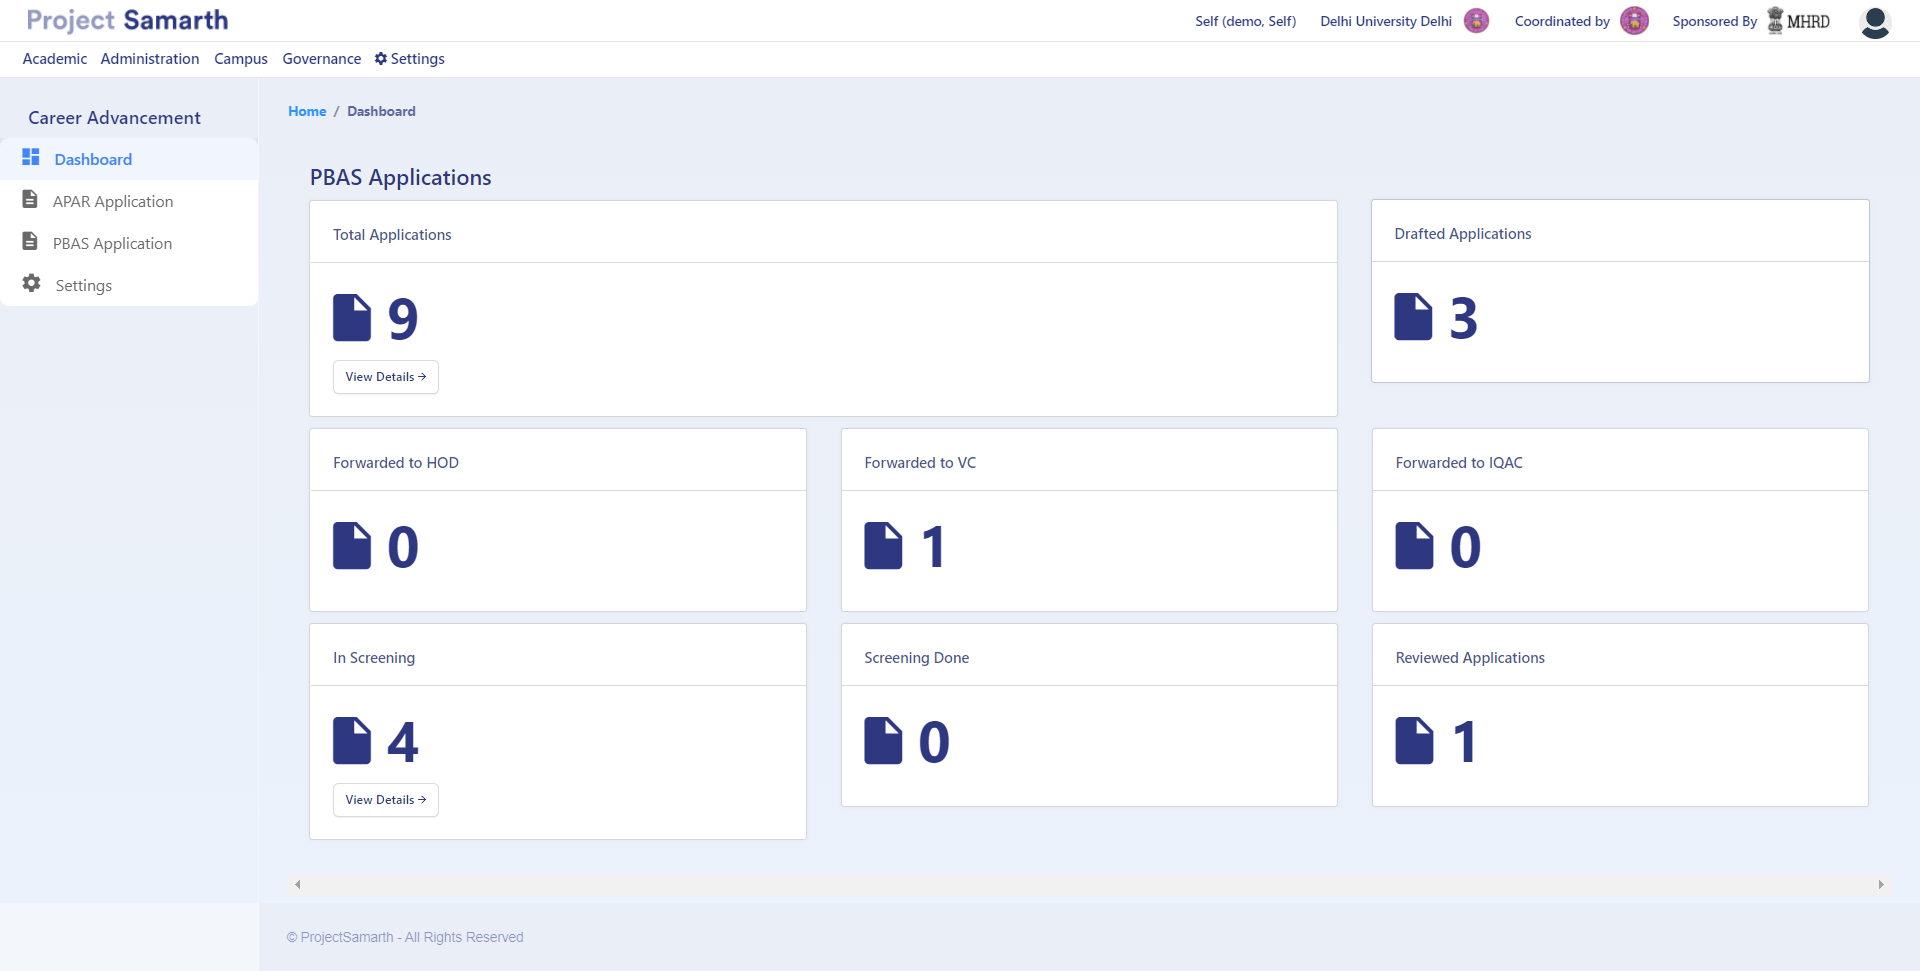 Project Samarth
Self (demo, Self) Delhi University Delhi Coordinated by Sponsored By MHRD
Academic Administration Campus Governance Settings
Career Advancement
Dashboard
APAR Application
PBAS Application
Settings
Home / Dashboard
PBAS Applications
Total Applications
9
View Details →
Drafted Applications
3
Forwarded to HOD
0
Forwarded to VC
1
Forwarded to IQAC
0
In Screening
4
View Details →
Screening Done
0
Reviewed Applications
1
© ProjectSamarth - All Rights Reserved